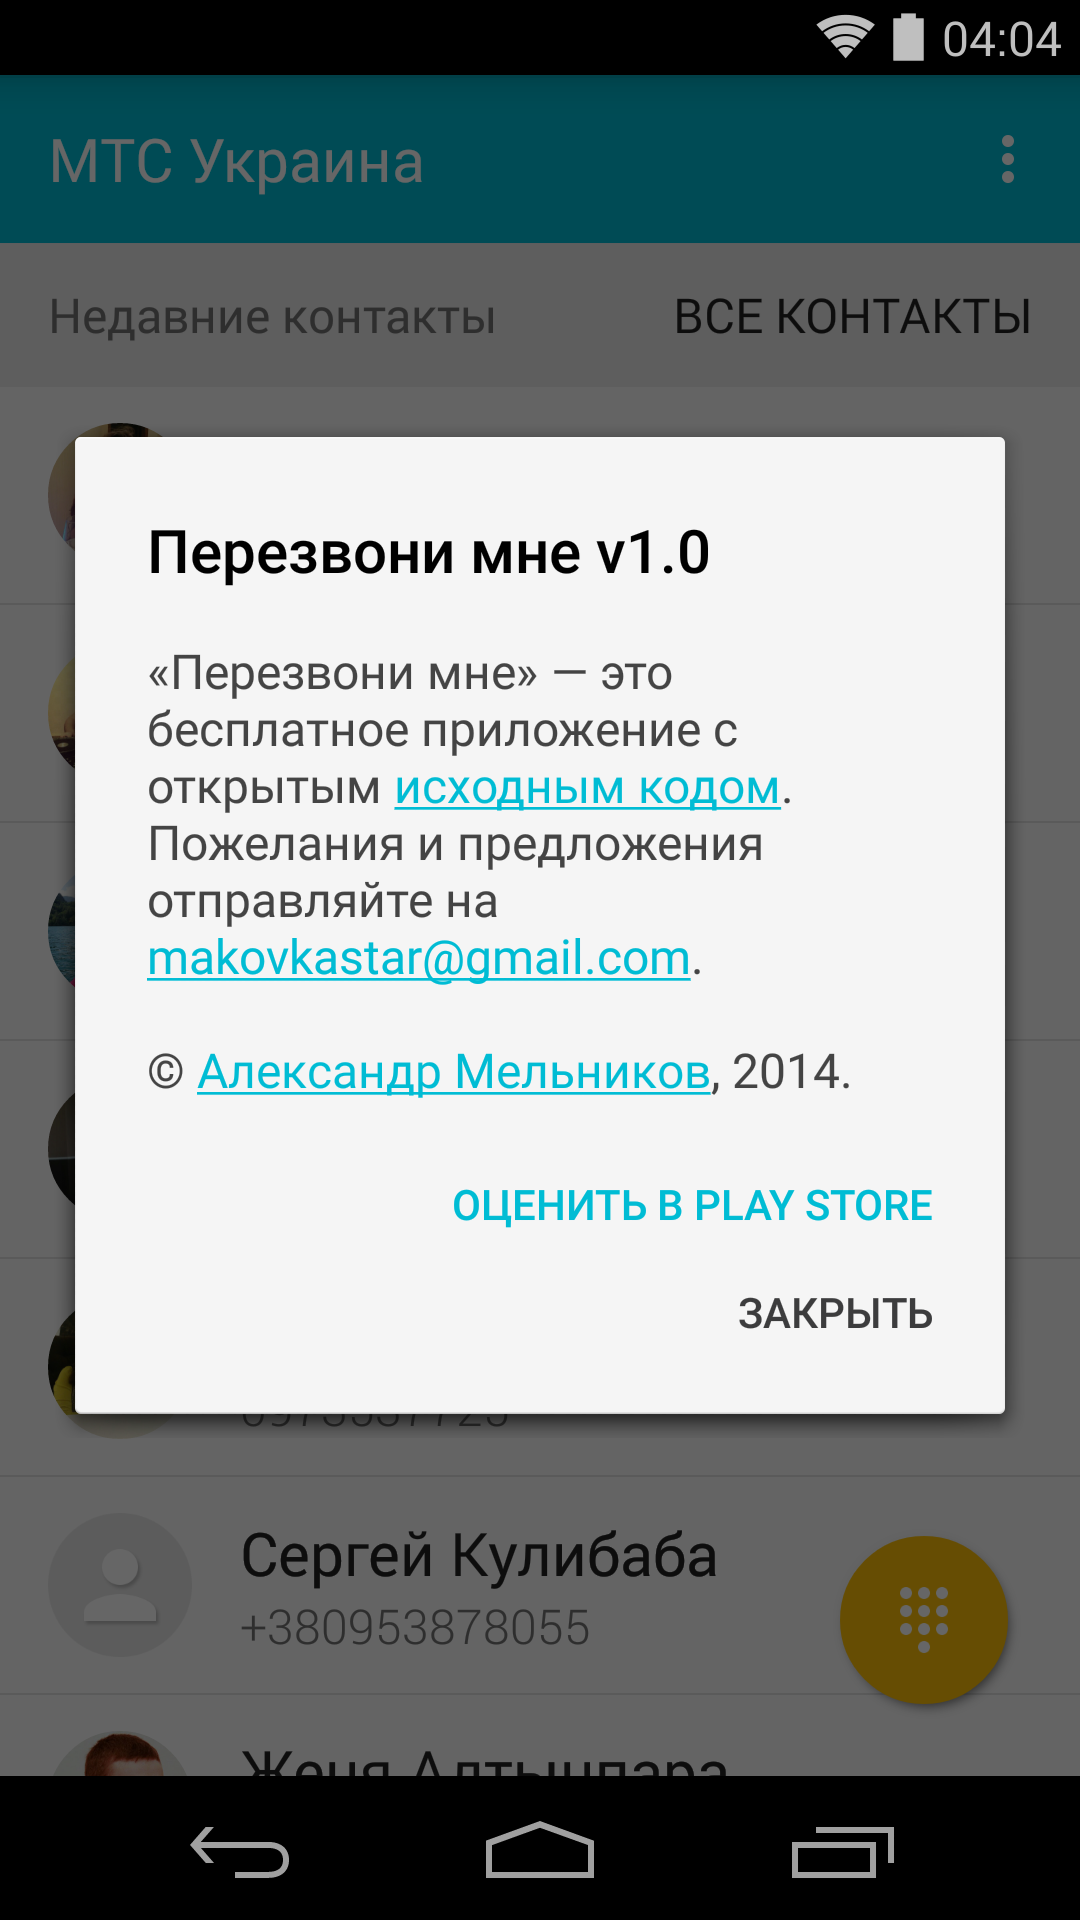 04:04
МТС Украина
Недавние контакты
ВСЕ КОНТАКТЫ
Перезвони мне v1.0
«Перезвони мне» — это
бесплатное приложение с
открытым исходным кодом.
Пожелания и предложения
отправляйте на
makovkastar@gmail.com.
© Александр Мельников, 2014.
ОЦЕНИТЬ В PLAY STORE
ЗАКРЫТЬ
Сергей Кулибаба
+380953878055
Женя Алтынпара